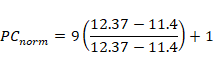 PC_norm = 9 ( (12.37 − 11.4) / (12.37 − 11.4) ) + 1